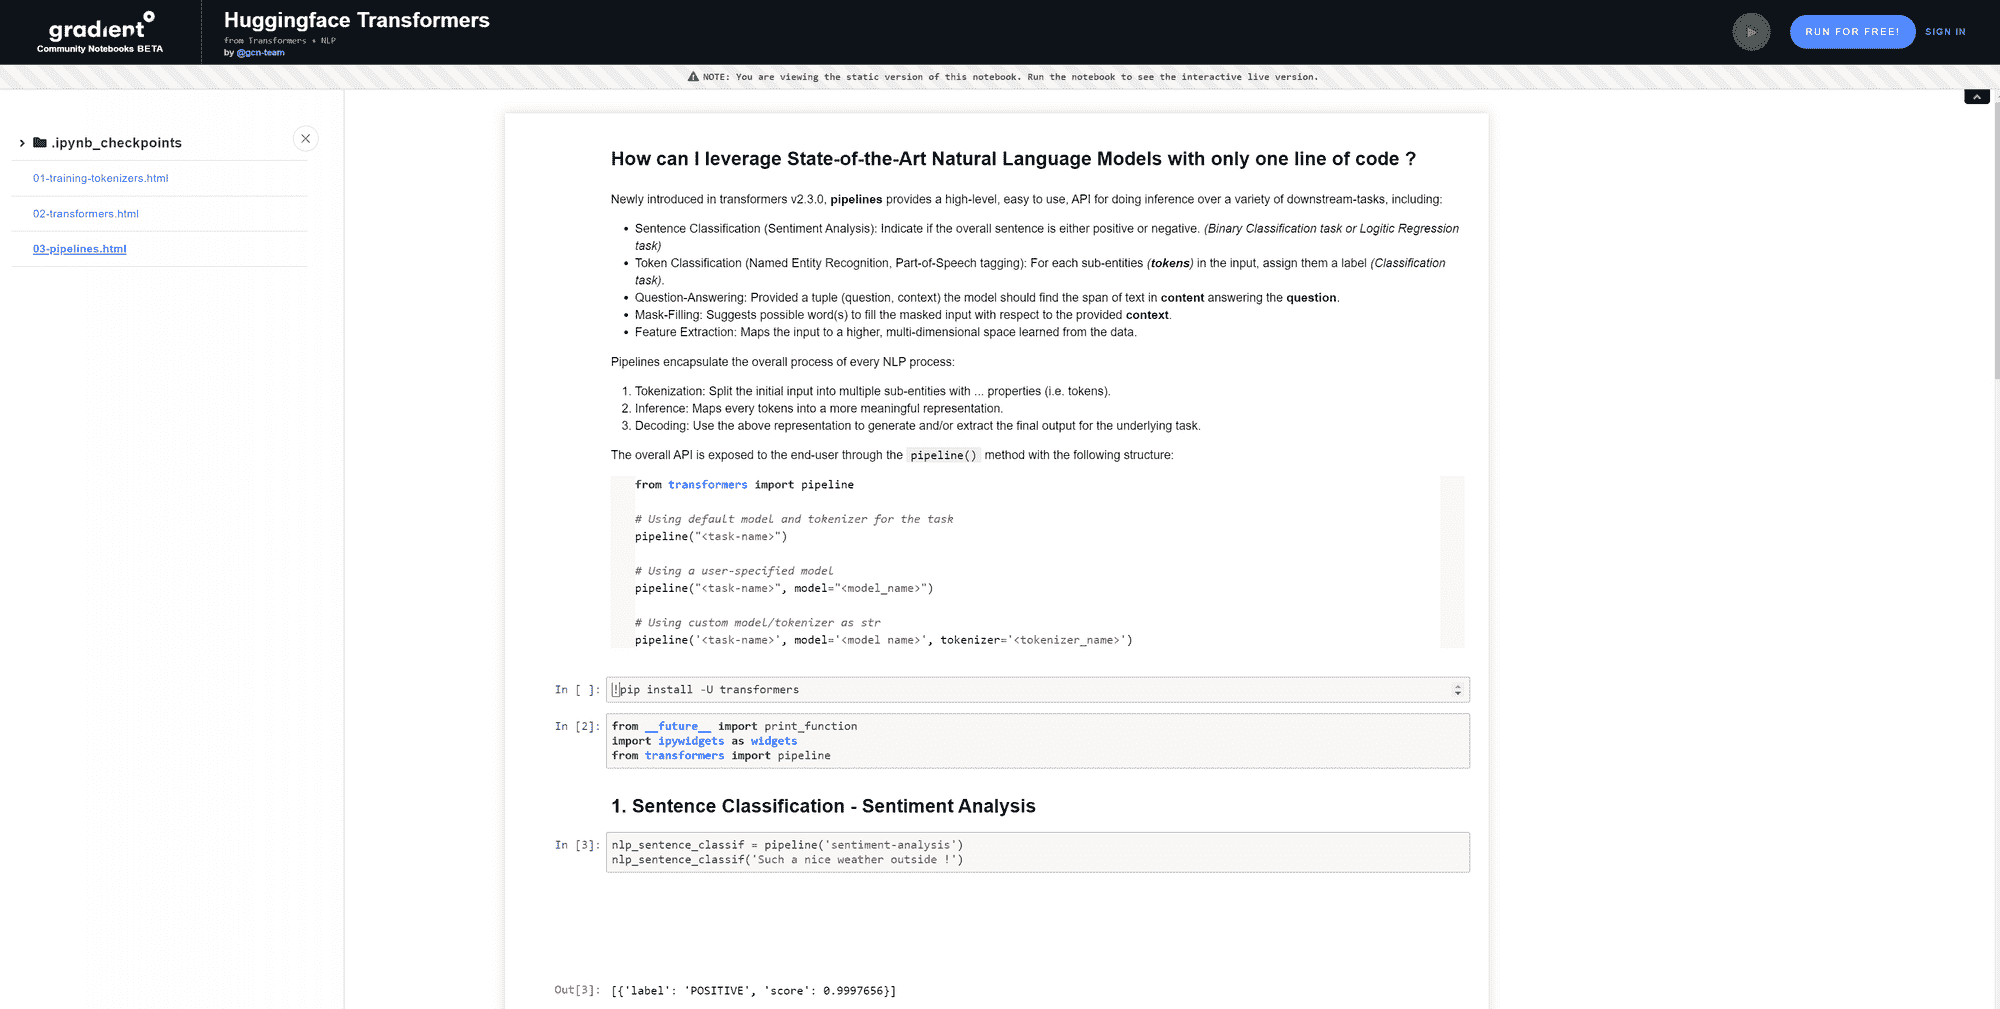 gradient
Community Notebooks BETA
Huggingface Transformers
from Transformers + NLP
by @gcn-team
RUN FOR FREE!
SIGN IN
NOTE: You are viewing the static version of this notebook. Run the notebook to see the interactive live version.
.ipynb_checkpoints
01-training-tokenizers.html
02-transformers.html
03-pipelines.html
How can I leverage State-of-the-Art Natural Language Models with only one line of code ?
Newly introduced in transformers v2.3.0, pipelines provides a high-level, easy to use, API for doing inference over a variety of downstream-tasks, including:
• Sentence Classification (Sentiment Analysis): Indicate if the overall sentence is either positive or negative. (Binary Classification task or Logitic Regression
task)
• Token Classification (Named Entity Recognition, Part-of-Speech tagging): For each sub-entities (tokens) in the input, assign them a label (Classification
task).
• Question-Answering: Provided a tuple (question, context) the model should find the span of text in content answering the question.
• Mask-Filling: Suggests possible word(s) to fill the masked input with respect to the provided context.
• Feature Extraction: Maps the input to a higher, multi-dimensional space learned from the data.
Pipelines encapsulate the overall process of every NLP process:
1. Tokenization: Split the initial input into multiple sub-entities with ... properties (i.e. tokens).
2. Inference: Maps every tokens into a more meaningful representation.
3. Decoding: Use the above representation to generate and/or extract the final output for the underlying task.
The overall API is exposed to the end-user through the pipeline() method with the following structure:
from transformers import pipeline
# Using default model and tokenizer for the task
pipeline("<task-name>")
# Using a user-specified model
pipeline("<task-name>", model="<model_name>")
# Using custom model/tokenizer as str
pipeline('<task-name>', model='<model name>', tokenizer='<tokenizer_name>')
In [ ]: !pip install -U transformers
In [2]: from __future__ import print_function
import ipywidgets as widgets
from transformers import pipeline
1. Sentence Classification - Sentiment Analysis
In [3]: nlp_sentence_classif = pipeline('sentiment-analysis')
nlp_sentence_classif('Such a nice weather outside !')
Out[3]: [{'label': 'POSITIVE', 'score': 0.9997656}]